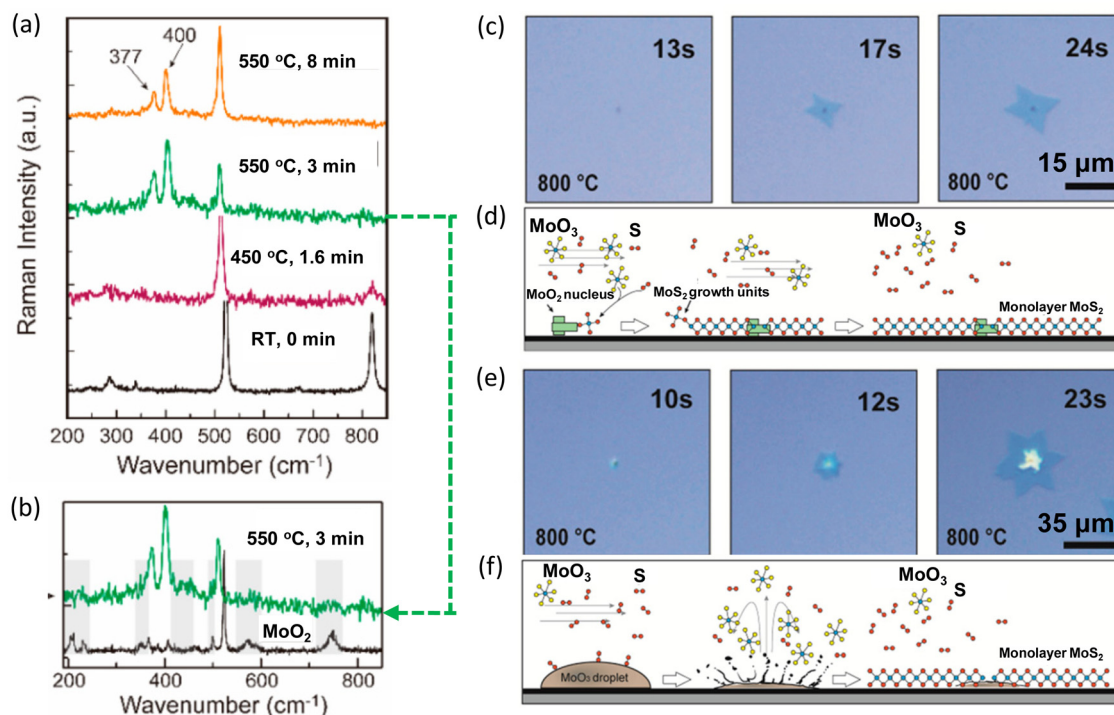 (a)
377
400
550 °C, 8 min
550 °C, 3 min
450 °C, 1.6 min
RT, 0 min
Raman Intensity (a.u.)
200 300 400 500 600 700 800
Wavenumber (cm-1)
(b)
550 °C, 3 min
MoO2
200 400 600 800
Wavenumber (cm-1)
(c)
13s
800 °C
17s
24s
800 °C
15 µm
(d)
MoO3 S
MoO2 nucleus
MoS2 growth units
MoO3
S
Monolayer MoS2
(e)
10s
800 °C
12s
23s
800 °C
35 µm
(f)
MoO3 S
MoO3 droplet
MoO3
S
Monolayer MoS2